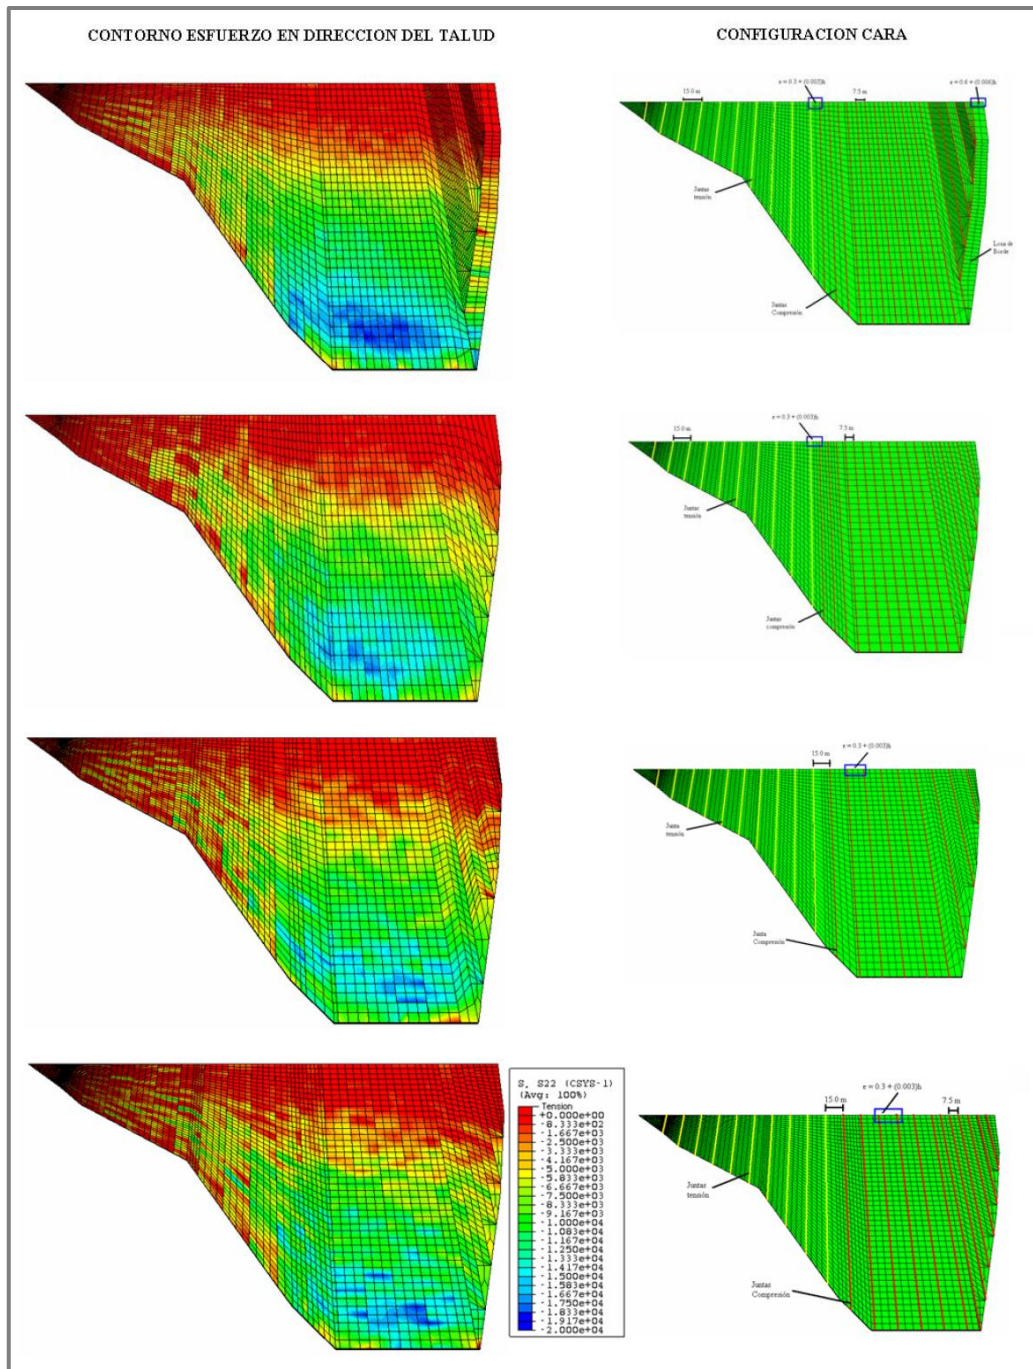 CONTORNO ESFUERZO EN DIRECCION DEL TALUD
CONFIGURACION CARA
e = 0.3 + (0.003)h
15.0 m
7.5 m
Juntas
tensión
Losa de
Borde
Juntas
Compresión
e = 0.3 + (0.003)h
15.0 m
7.5 m
Juntas
tensión
Juntas
compresión
e = 0.3 + (0.003)h
15.0 m
Junta
tensión
Junta
Compresión
S, S22 (CSYS-1)
(Avg: 100%)
Tension
+0.000e+00
-8.333e+02
-1.667e+03
-2.500e+03
-3.333e+03
-4.167e+03
-5.000e+03
-5.833e+03
-6.667e+03
-7.500e+03
-8.333e+03
-9.167e+03
-1.000e+04
-1.083e+04
-1.167e+04
-1.250e+04
-1.333e+04
-1.417e+04
-1.500e+04
-1.583e+04
-1.667e+04
-1.750e+04
-1.833e+04
-1.917e+04
-2.000e+04
e = 0.3 + (0.003)h
15.0 m
7.5 m
Juntas
tensión
Juntas
Compresión